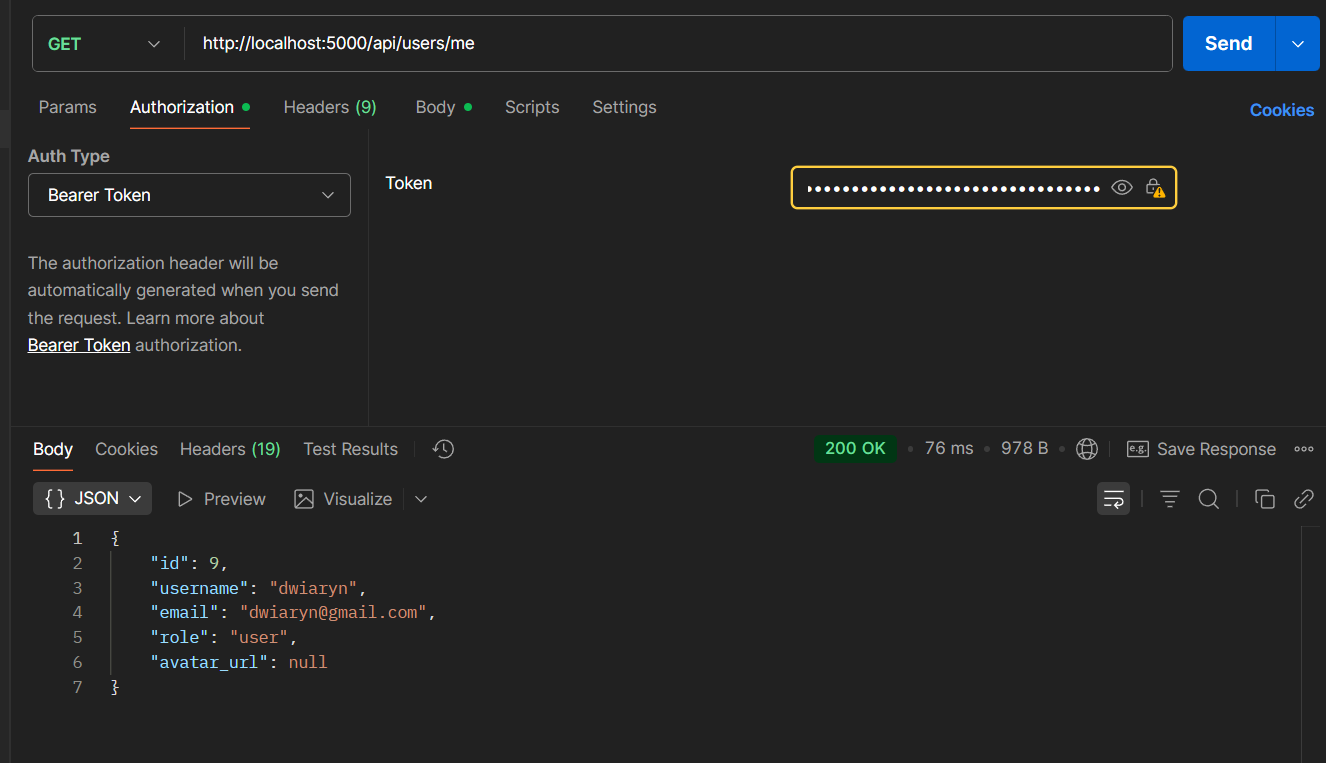 GET http://localhost:5000/api/users/me Send
Params Authorization Headers (9) Body Scripts Settings Cookies
Auth Type
Bearer Token
Token
The authorization header will be
automatically generated when you send
the request. Learn more about
Bearer Token authorization.
Body Cookies Headers (19) Test Results 200 OK 76 ms 978 B e.g. Save Response
{} JSON Preview Visualize
1 {
2 "id": 9,
3 "username": "dwiaryn",
4 "email": "dwiaryn@gmail.com",
5 "role": "user",
6 "avatar_url": null
7 }